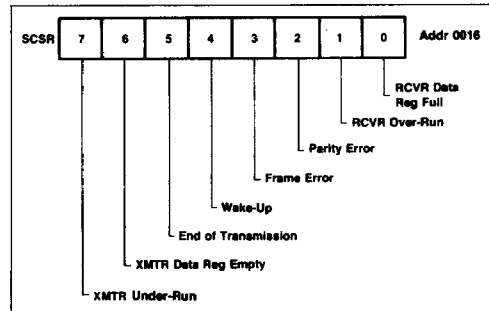 SCSR 7 6 5 4 3 2 1 0 Addr 0016
RCVR Data
Reg Full
RCVR Over-Run
Parity Error
Frame Error
Wake-Up
End of Transmission
XMTR Data Reg Empty
XMTR Under-Run